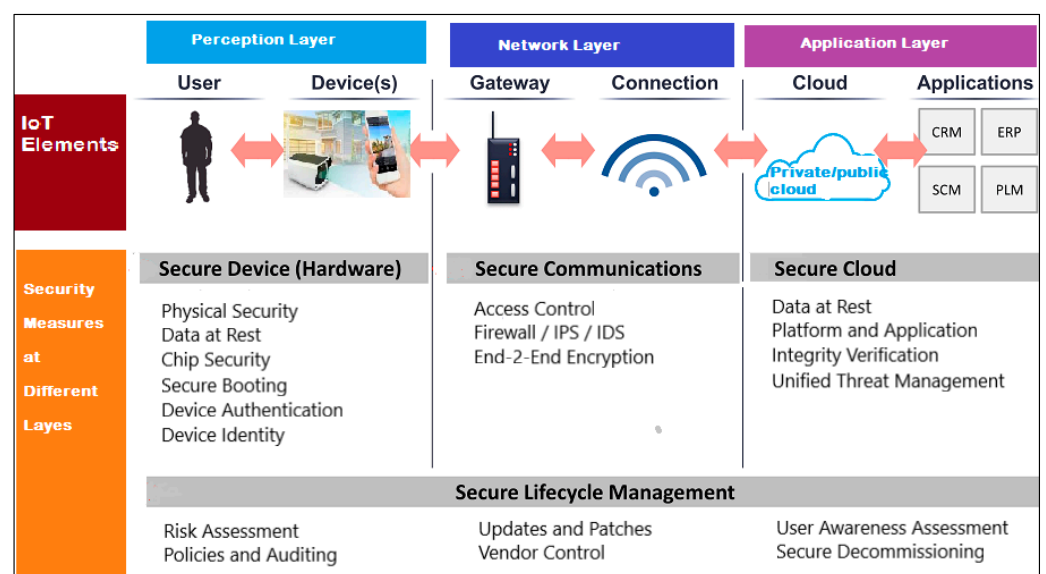 Perception Layer
Network Layer
Application Layer
User
Device(s)
Gateway
Connection
Cloud
Applications
IoT
Elements
Private/public
cloud
CRM
ERP
SCM
PLM
Security
Measures
at
Different
Layes
Secure Device (Hardware)
Physical Security
Data at Rest
Chip Security
Secure Booting
Device Authentication
Device Identity
Secure Communications
Access Control
Firewall / IPS / IDS
End-2-End Encryption
Secure Cloud
Data at Rest
Platform and Application
Integrity Verification
Unified Threat Management
Secure Lifecycle Management
Risk Assessment
Policies and Auditing
Updates and Patches
Vendor Control
User Awareness Assessment
Secure Decommissioning